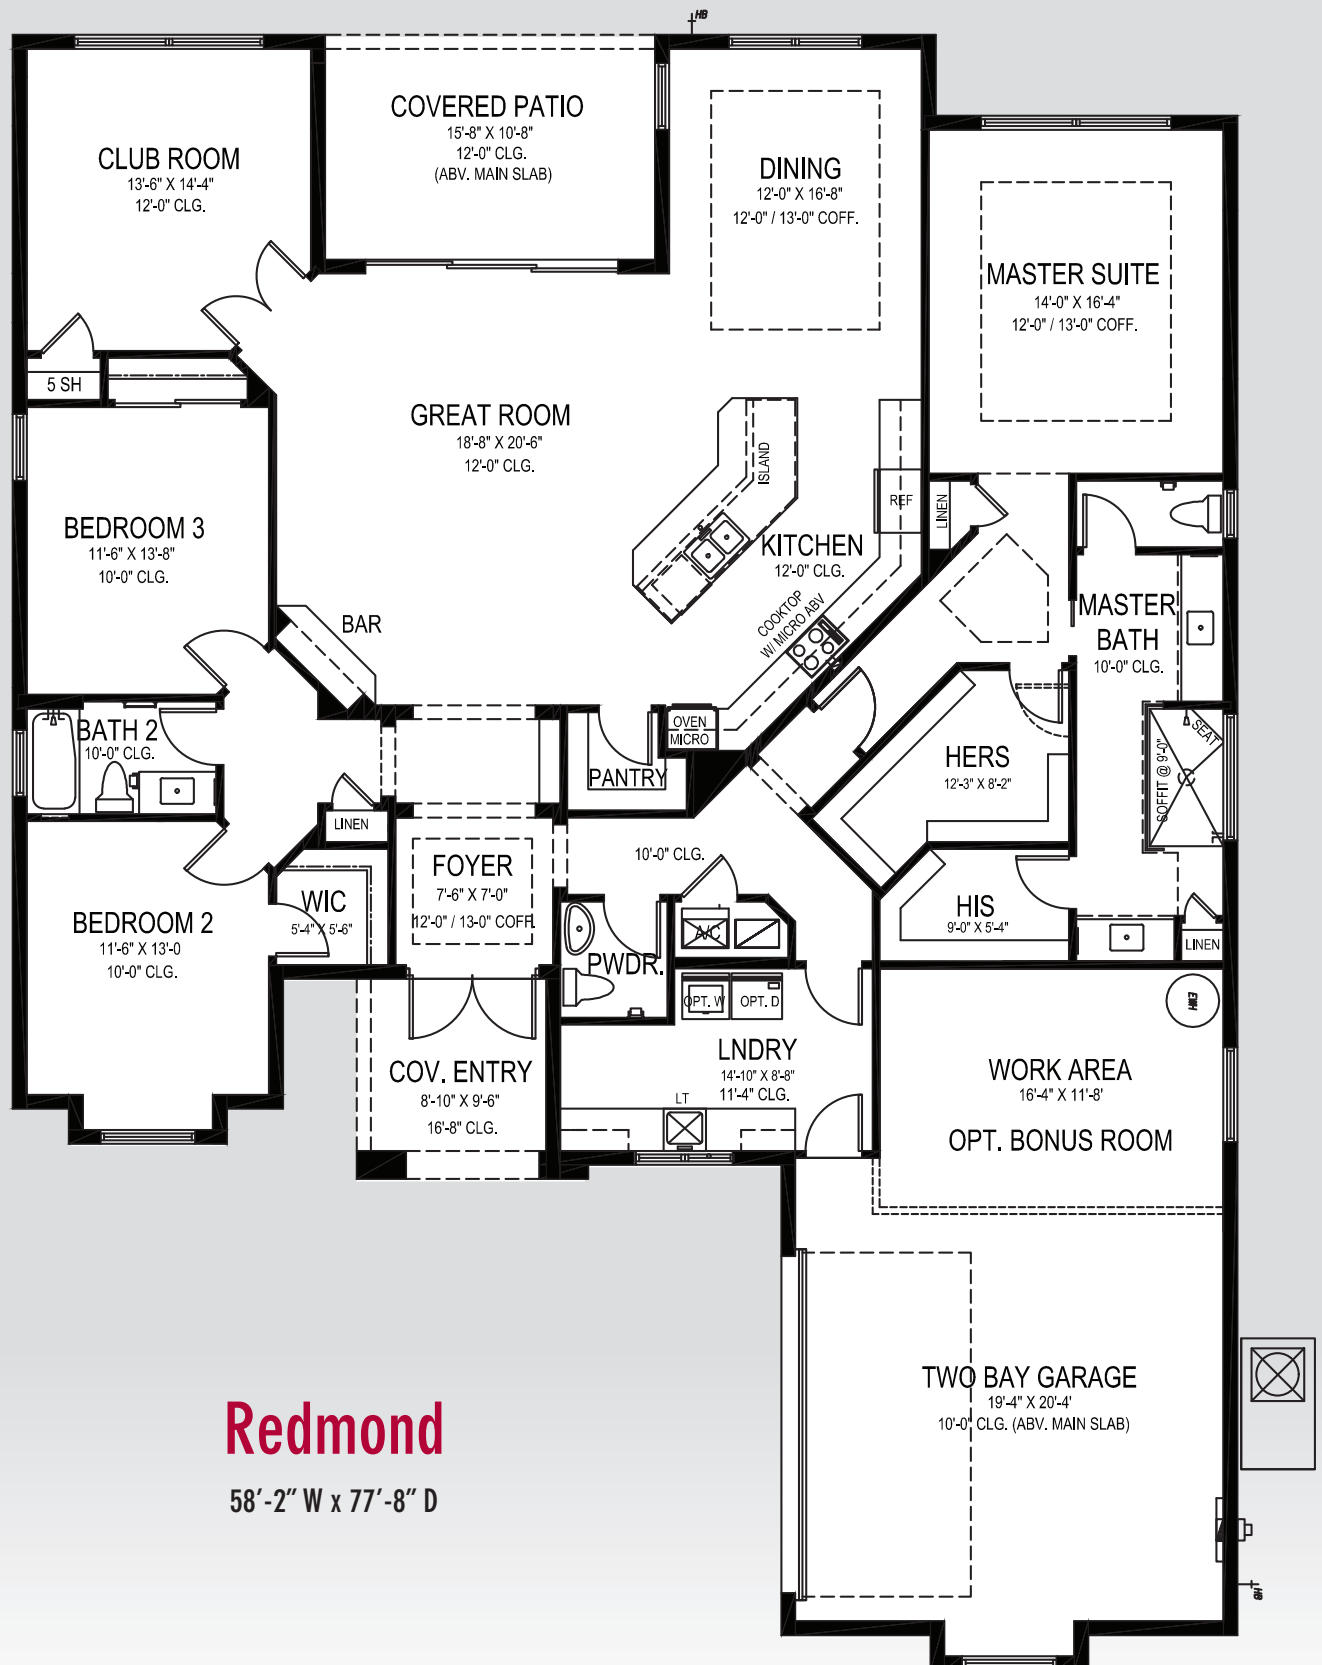 HB
COVERED PATIO
15'-8" X 10'-8"
12'-0" CLG.
(ABV. MAIN SLAB)
CLUB ROOM
13'-6" X 14'-4"
12'-0" CLG.
DINING
12'-0" X 16'-8"
12'-0" / 13'-0" COFF.
MASTER SUITE
14'-0" X 16'-4"
12'-0" / 13'-0" COFF.
5 SH
GREAT ROOM
18'-8" X 20'-6"
12'-0" CLG.
ISLAND
REF
LINEN
BEDROOM 3
11'-6" X 13'-8"
10'-0" CLG.
KITCHEN
12'-0" CLG.
COOKTOP
W/ MICRO ABV
MASTER
BATH
10'-0" CLG.
BAR
BATH 2
10'-0" CLG.
OVEN
MICRO
PANTRY
HERS
12'-3" X 8'-2"
SEAT
SOFFIT @ 9'-0"
LINEN
FOYER
7'-6" X 7'-0"
12'-0" / 13-0" COFF.
10'-0" CLG.
WIC
5'-4" X 5'-6"
HIS
9'-0" X 5'-4"
BEDROOM 2
11'-6" X 13'-0
10'-0" CLG.
A/C
LINEN
PWDR.
OPT. W
OPT. D
EWH
COV. ENTRY
8'-10" X 9'-6"
16'-8" CLG.
LNDRY
14'-10" X 8'-8"
11'-4" CLG.
LT
WORK AREA
16'-4" X 11'-8'
OPT. BONUS ROOM
TWO BAY GARAGE
19'-4" X 20'-4'
10'-0" CLG. (ABV. MAIN SLAB)
Redmond
58′-2″ W x 77′-8″ D
HB